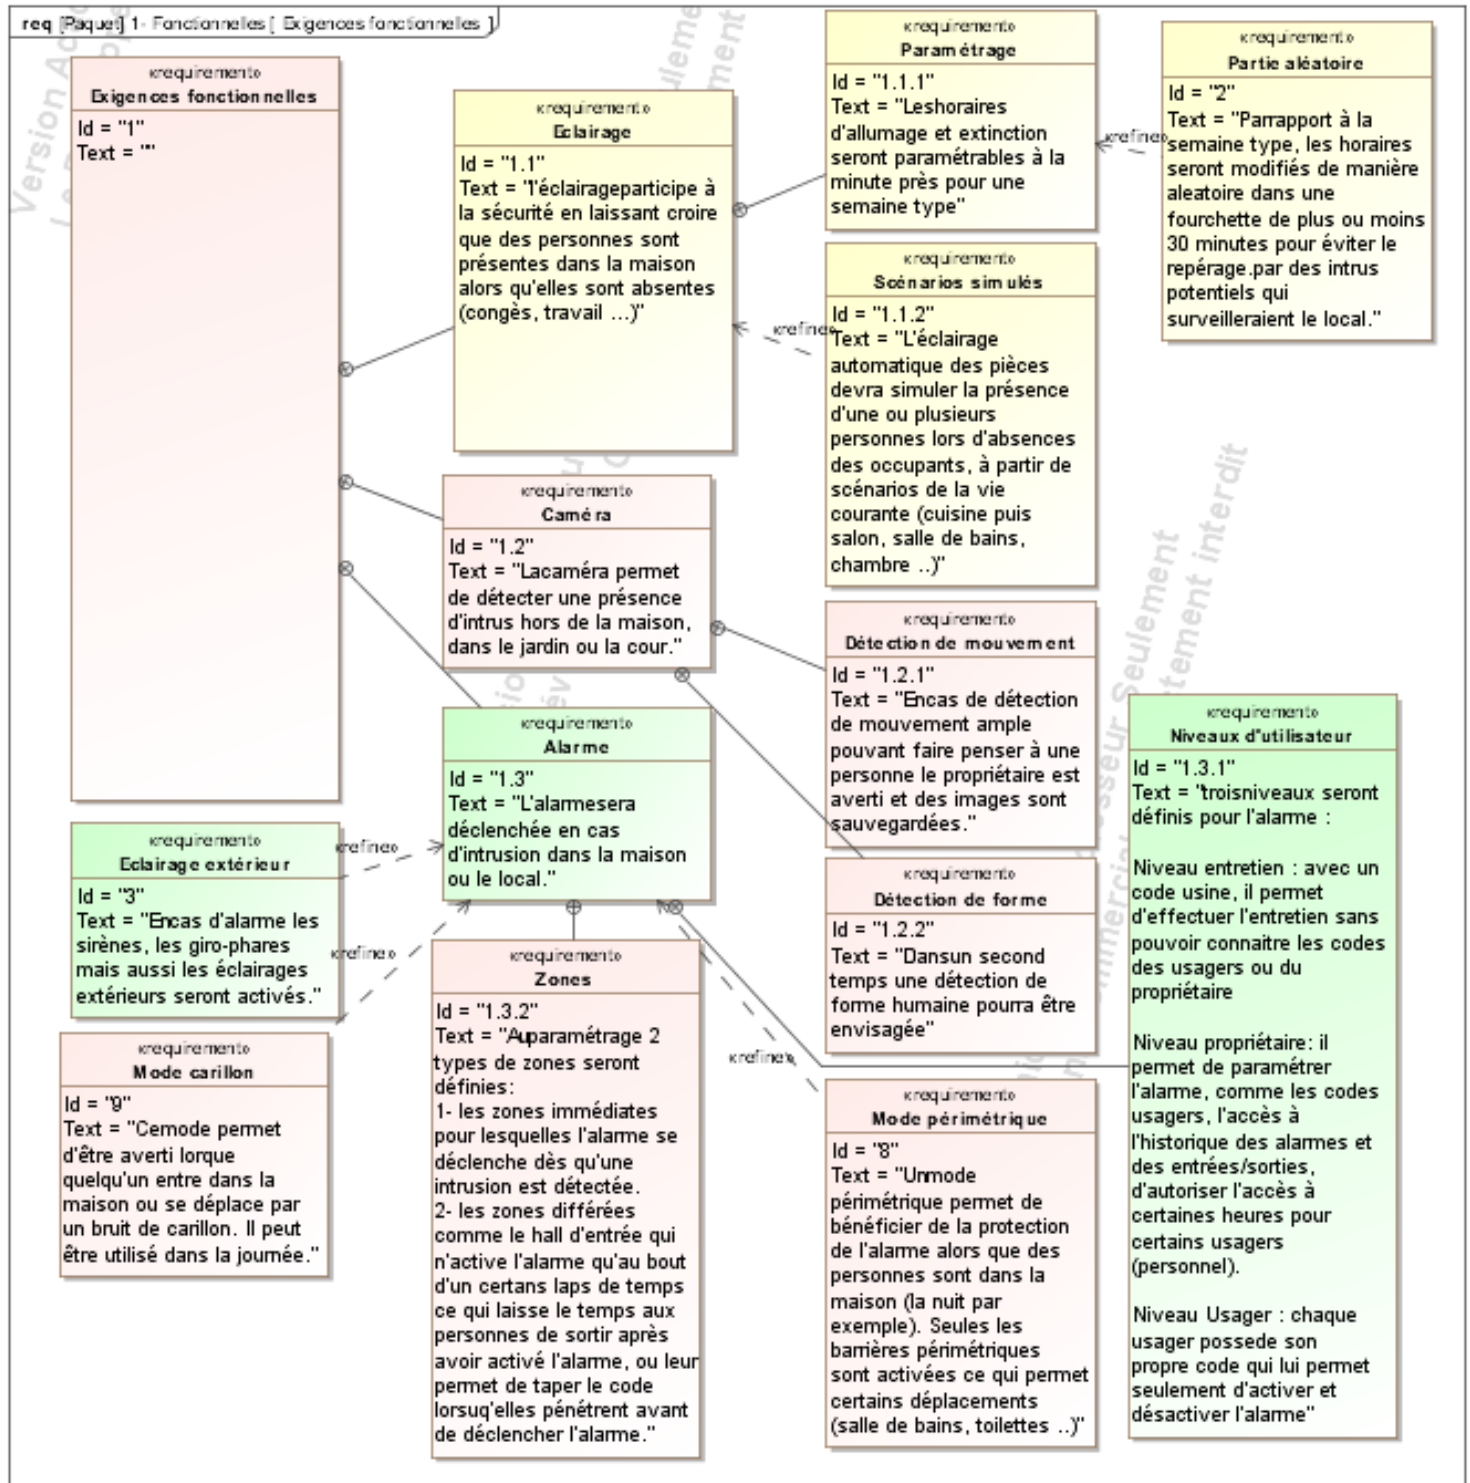 req [Paquet] 1- Fonctionnelles [ Exigences fonctionnelles ]
«requirement»
Exigences fonctionnelles
Id = "1"
Text = ""
«requirement»
Eclairage
Id = "1.1"
Text = "l'éclairageparticipe à
la sécurité en laissant croire
que des personnes sont
présentes dans la maison
alors qu'elles sont absentes
(congès, travail ...)"
«requirement»
Paramétrage
Id = "1.1.1"
Text = "Leshoraires
d'allumage et extinction
seront paramétrables à la
minute près pour une
semaine type"
«refine»
«requirement»
Partie aléatoire
Id = "2"
Text = "Parrapport à la
semaine type, les horaires
seront modifiés de manière
aleatoire dans une
fourchette de plus ou moins
30 minutes pour éviter le
repérage.par des intrus
potentiels qui
surveilleraient le local."
«refine»
«requirement»
Scénarios simulés
Id = "1.1.2"
Text = "L'éclairage
automatique des pièces
devra simuler la présence
d'une ou plusieurs
personnes lors d'absences
des occupants, à partir de
scénarios de la vie
courante (cuisine puis
salon, salle de bains,
chambre ..)"
«requirement»
Caméra
Id = "1.2"
Text = "Lacaméra permet
de détecter une présence
d'intrus hors de la maison,
dans le jardin ou la cour."
«requirement»
Détection de mouvement
Id = "1.2.1"
Text = "Encas de détection
de mouvement ample
pouvant faire penser à une
personne le propriétaire est
averti et des images sont
sauvegardées."
«requirement»
Détection de forme
Id = "1.2.2"
Text = "Dansun second
temps une détection de
forme humaine pourra être
envisagée"
«requirement»
Alarme
Id = "1.3"
Text = "L'alarmesera
déclenchée en cas
d'intrusion dans la maison
ou le local."
«requirement»
Niveaux d'utilisateur
Id = "1.3.1"
Text = "troisniveaux seront
définis pour l'alarme :
Niveau entretien : avec un
code usine, il permet
d'effectuer l'entretien sans
pouvoir connaitre les codes
des usagers ou du
propriétaire
Niveau propriétaire: il
permet de paramétrer
l'alarme, comme les codes
usagers, l'accès à
l'historique des alarmes et
des entrées/sorties,
d'autoriser l'accès à
certaines heures pour
certains usagers
(personnel).
Niveau Usager : chaque
usager possede son
propre code qui lui permet
seulement d'activer et
désactiver l'alarme"
«requirement»
Eclairage extérieur
Id = "3"
Text = "Encas d'alarme les
sirènes, les giro-phares
mais aussi les éclairages
extérieurs seront activés."
«refine»
«refine»
«requirement»
Mode carillon
Id = "9"
Text = "Cemode permet
d'être averti lorque
quelqu'un entre dans la
maison ou se déplace par
un bruit de carillon. Il peut
être utilisé dans la journée."
«requirement»
Zones
Id = "1.3.2"
Text = "Auparamétrage 2
types de zones seront
définies:
1- les zones immédiates
pour lesquelles l'alarme se
déclenche dès qu'une
intrusion est détectée.
2- les zones différées
comme le hall d'entrée qui
n'active l'alarme qu'au bout
d'un certans laps de temps
ce qui laisse le temps aux
personnes de sortir après
avoir activé l'alarme, ou leur
permet de taper le code
lorsuq'elles pénétrent avant
de déclencher l'alarme."
«refine»
«requirement»
Mode périmétrique
Id = "8"
Text = "Unmode
périmétrique permet de
bénéficier de la protection
de l'alarme alors que des
personnes sont dans la
maison (la nuit par
exemple). Seules les
barrières périmétriques
sont activées ce qui permet
certains déplacements
(salle de bains, toilettes ..)"